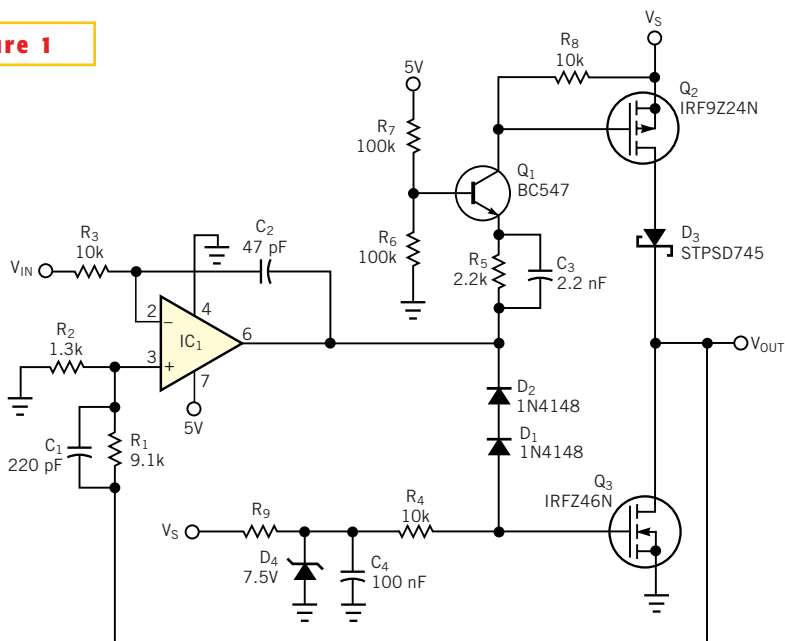 ure 1
VS
R8
10k
5V
Q2
IRF9Z24N
R7
100k
Q1
BC547
C2
47 pF
R3
10k
D3
STPSD745
R6
100k
R5
2.2k
C3
2.2 nF
VIN
4
2
−
6
VOUT
R2
1.3k
IC1
3
+
7
D2
1N4148
5V
D1
1N4148
C1
220 pF
R1
9.1k
Q3
IRFZ46N
R4
10k
R9
VS
D4
7.5V
C4
100 nF